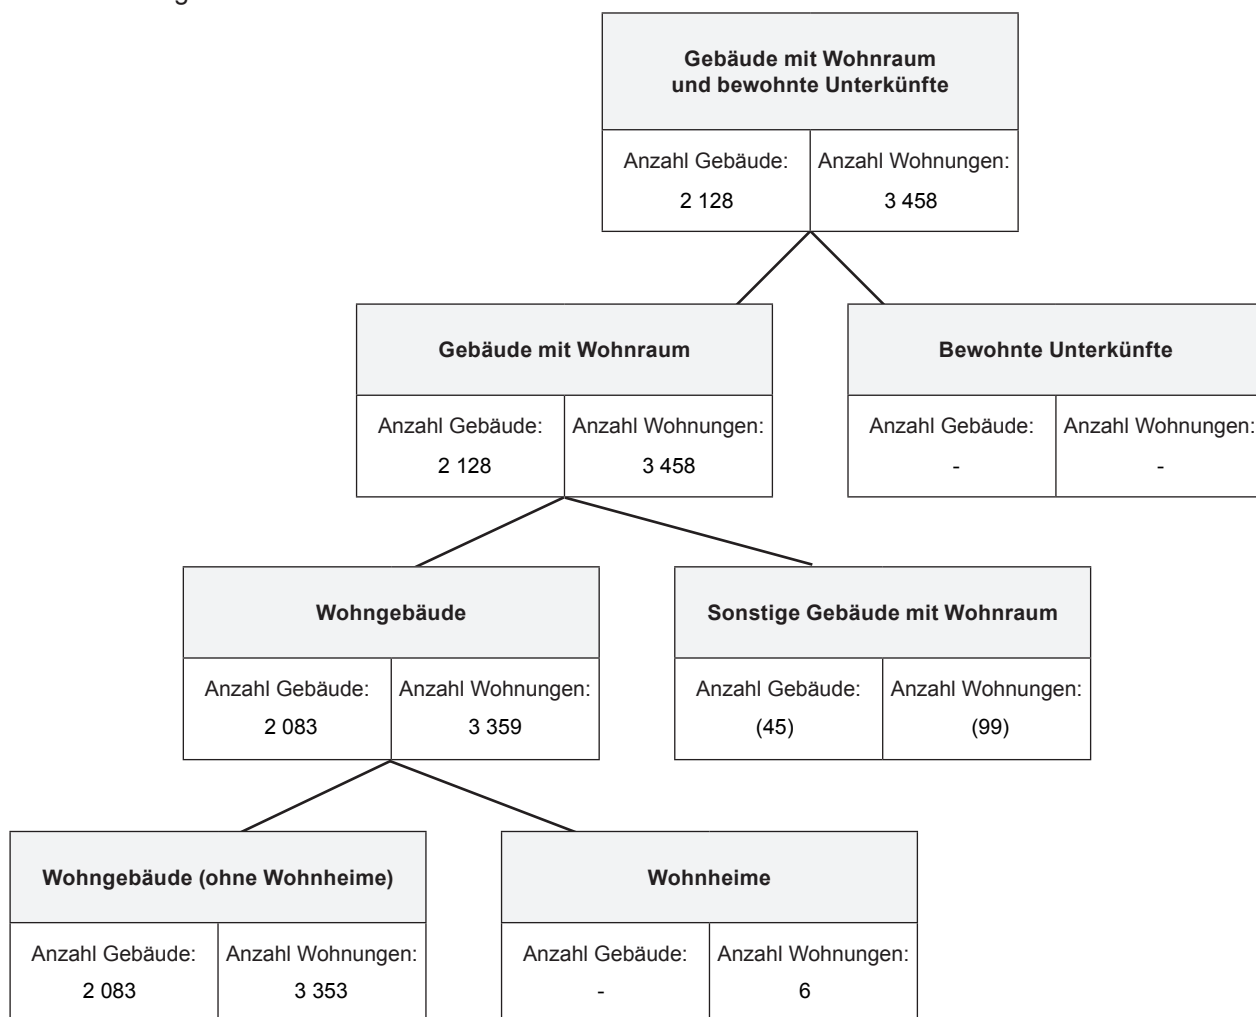 Gebäude mit Wohnraum
und bewohnte Unterkünfte
Anzahl Gebäude: Anzahl Wohnungen:
2 128 3 458
Gebäude mit Wohnraum Bewohnte Unterkünfte
Anzahl Gebäude: Anzahl Wohnungen: Anzahl Gebäude: Anzahl Wohnungen:
2 128 3 458 - -
Wohngebäude Sonstige Gebäude mit Wohnraum
Anzahl Gebäude: Anzahl Wohnungen: Anzahl Gebäude: Anzahl Wohnungen:
2 083 3 359 (45) (99)
Wohngebäude (ohne Wohnheime) Wohnheime
Anzahl Gebäude: Anzahl Wohnungen: Anzahl Gebäude: Anzahl Wohnungen:
2 083 3 353 - 6